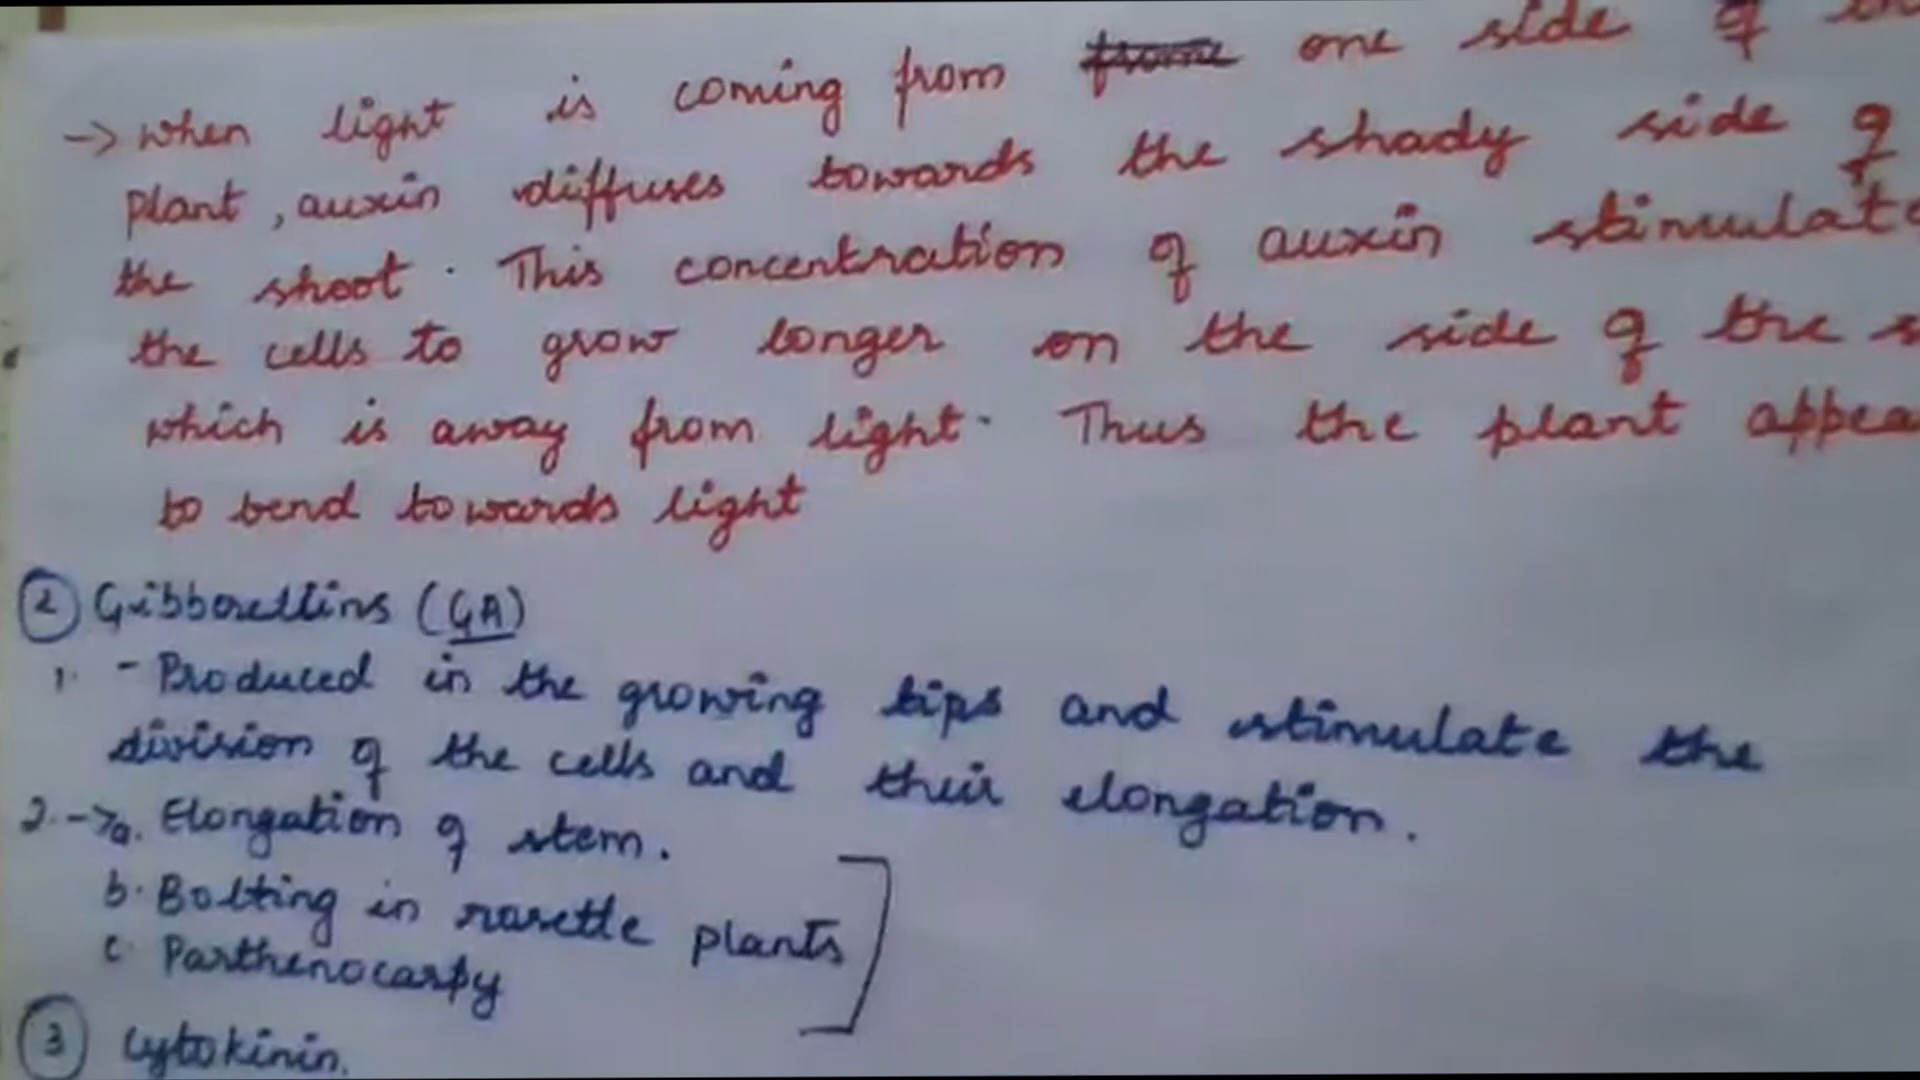 → when light is coming from one side of
plant, auxin diffuses towards the shady side of
the shoot. This concentration of auxin stimulate
the cells to grow longer on the side of the s
which is away from light. Thus the plant appea
to bend towards light
② Gibberellins (GA)
1. - Produced in the growing tips and stimulate the
division of the cells and their elongation.
2. → a. Elongation of stem.
b. Bolting in rosette plants
c. Parthenocarpy
③ Cytokinin.